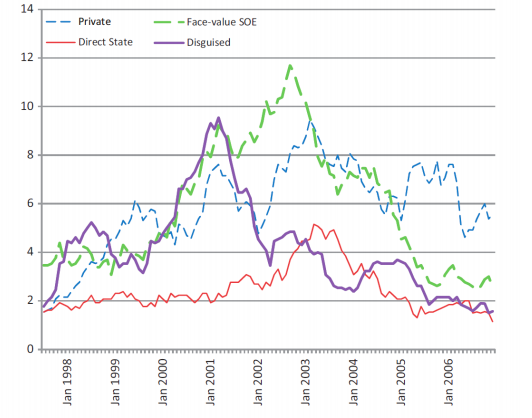 14
Private
Face-value SOE
Direct State
Disguised
12
10
8
6
4
2
0
Jan 1998
Jan 1999
Jan 2000
Jan 2001
Jan 2002
Jan 2003
Jan 2004
Jan 2005
Jan 2006